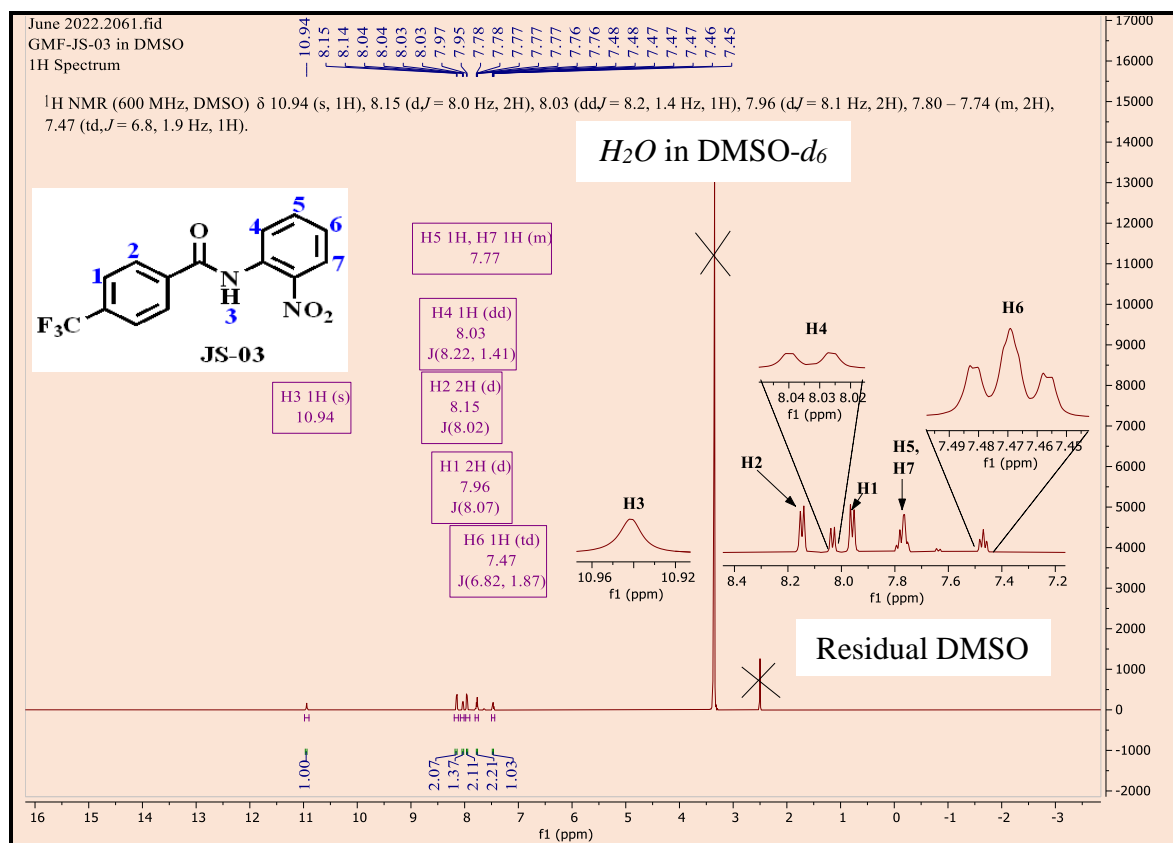 June 2022.2061.fid
GMF-JS-03 in DMSO
1H Spectrum
10.94
8.15
8.14
8.04
8.04
8.03
8.03
7.97
7.95
7.78
7.78
7.77
7.77
7.76
7.76
7.48
7.48
7.47
7.47
7.47
7.46
7.45
¹H NMR (600 MHz, DMSO) δ 10.94 (s, 1H), 8.15 (d, J = 8.0 Hz, 2H), 8.03 (dd, J = 8.2, 1.4 Hz, 1H), 7.96 (d, J = 8.1 Hz, 2H), 7.80 – 7.74 (m, 2H),
7.47 (td, J = 6.8, 1.9 Hz, 1H).
H2O in DMSO-d6
1
2
O
N
H
3
4
5
6
7
NO2
F3C
JS-03
H5 1H, H7 1H (m)
7.77
H4 1H (dd)
8.03
J(8.22, 1.41)
H3 1H (s)
10.94
H2 2H (d)
8.15
J(8.02)
H1 2H (d)
7.96
J(8.07)
H6 1H (td)
7.47
J(6.82, 1.87)
H3
10.96 10.92
f1 (ppm)
H4
8.04 8.03 8.02
f1 (ppm)
H6
7.49 7.48 7.47 7.46 7.45
f1 (ppm)
H2
H1
H5,
H7
8.4 8.2 8.0 7.8 7.6 7.4 7.2
f1 (ppm)
Residual DMSO
1.00
2.07
1.37
2.11
2.21
1.03
16 15 14 13 12 11 10 9 8 7 6 5 4 3 2 1 0 -1 -2 -3
f1 (ppm)
17000
16000
15000
14000
13000
12000
11000
10000
9000
8000
7000
6000
5000
4000
3000
2000
1000
0
-1000
-2000